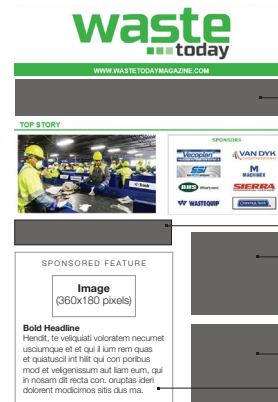 waste
today
WWW.WASTETODAYMAGAZINE.COM
TOP STORY
SPONSORS
Vecoplan
VAN DYK
SSI
MACHINEX
BHS
SIERRA
WASTEQUIP
SPONSORED FEATURE
Image
(360x180 pixels)
Bold Headline
Hendit, te veliquiati voloratem necumet
usciumque et et qui il ium rem quas
et quiatuscil int hilit qui con poribus
mod et veligenissum aut liam eum, qui
in nosam dit recta con. oruptas ideri
dolorent modicimos sitis dus ma.